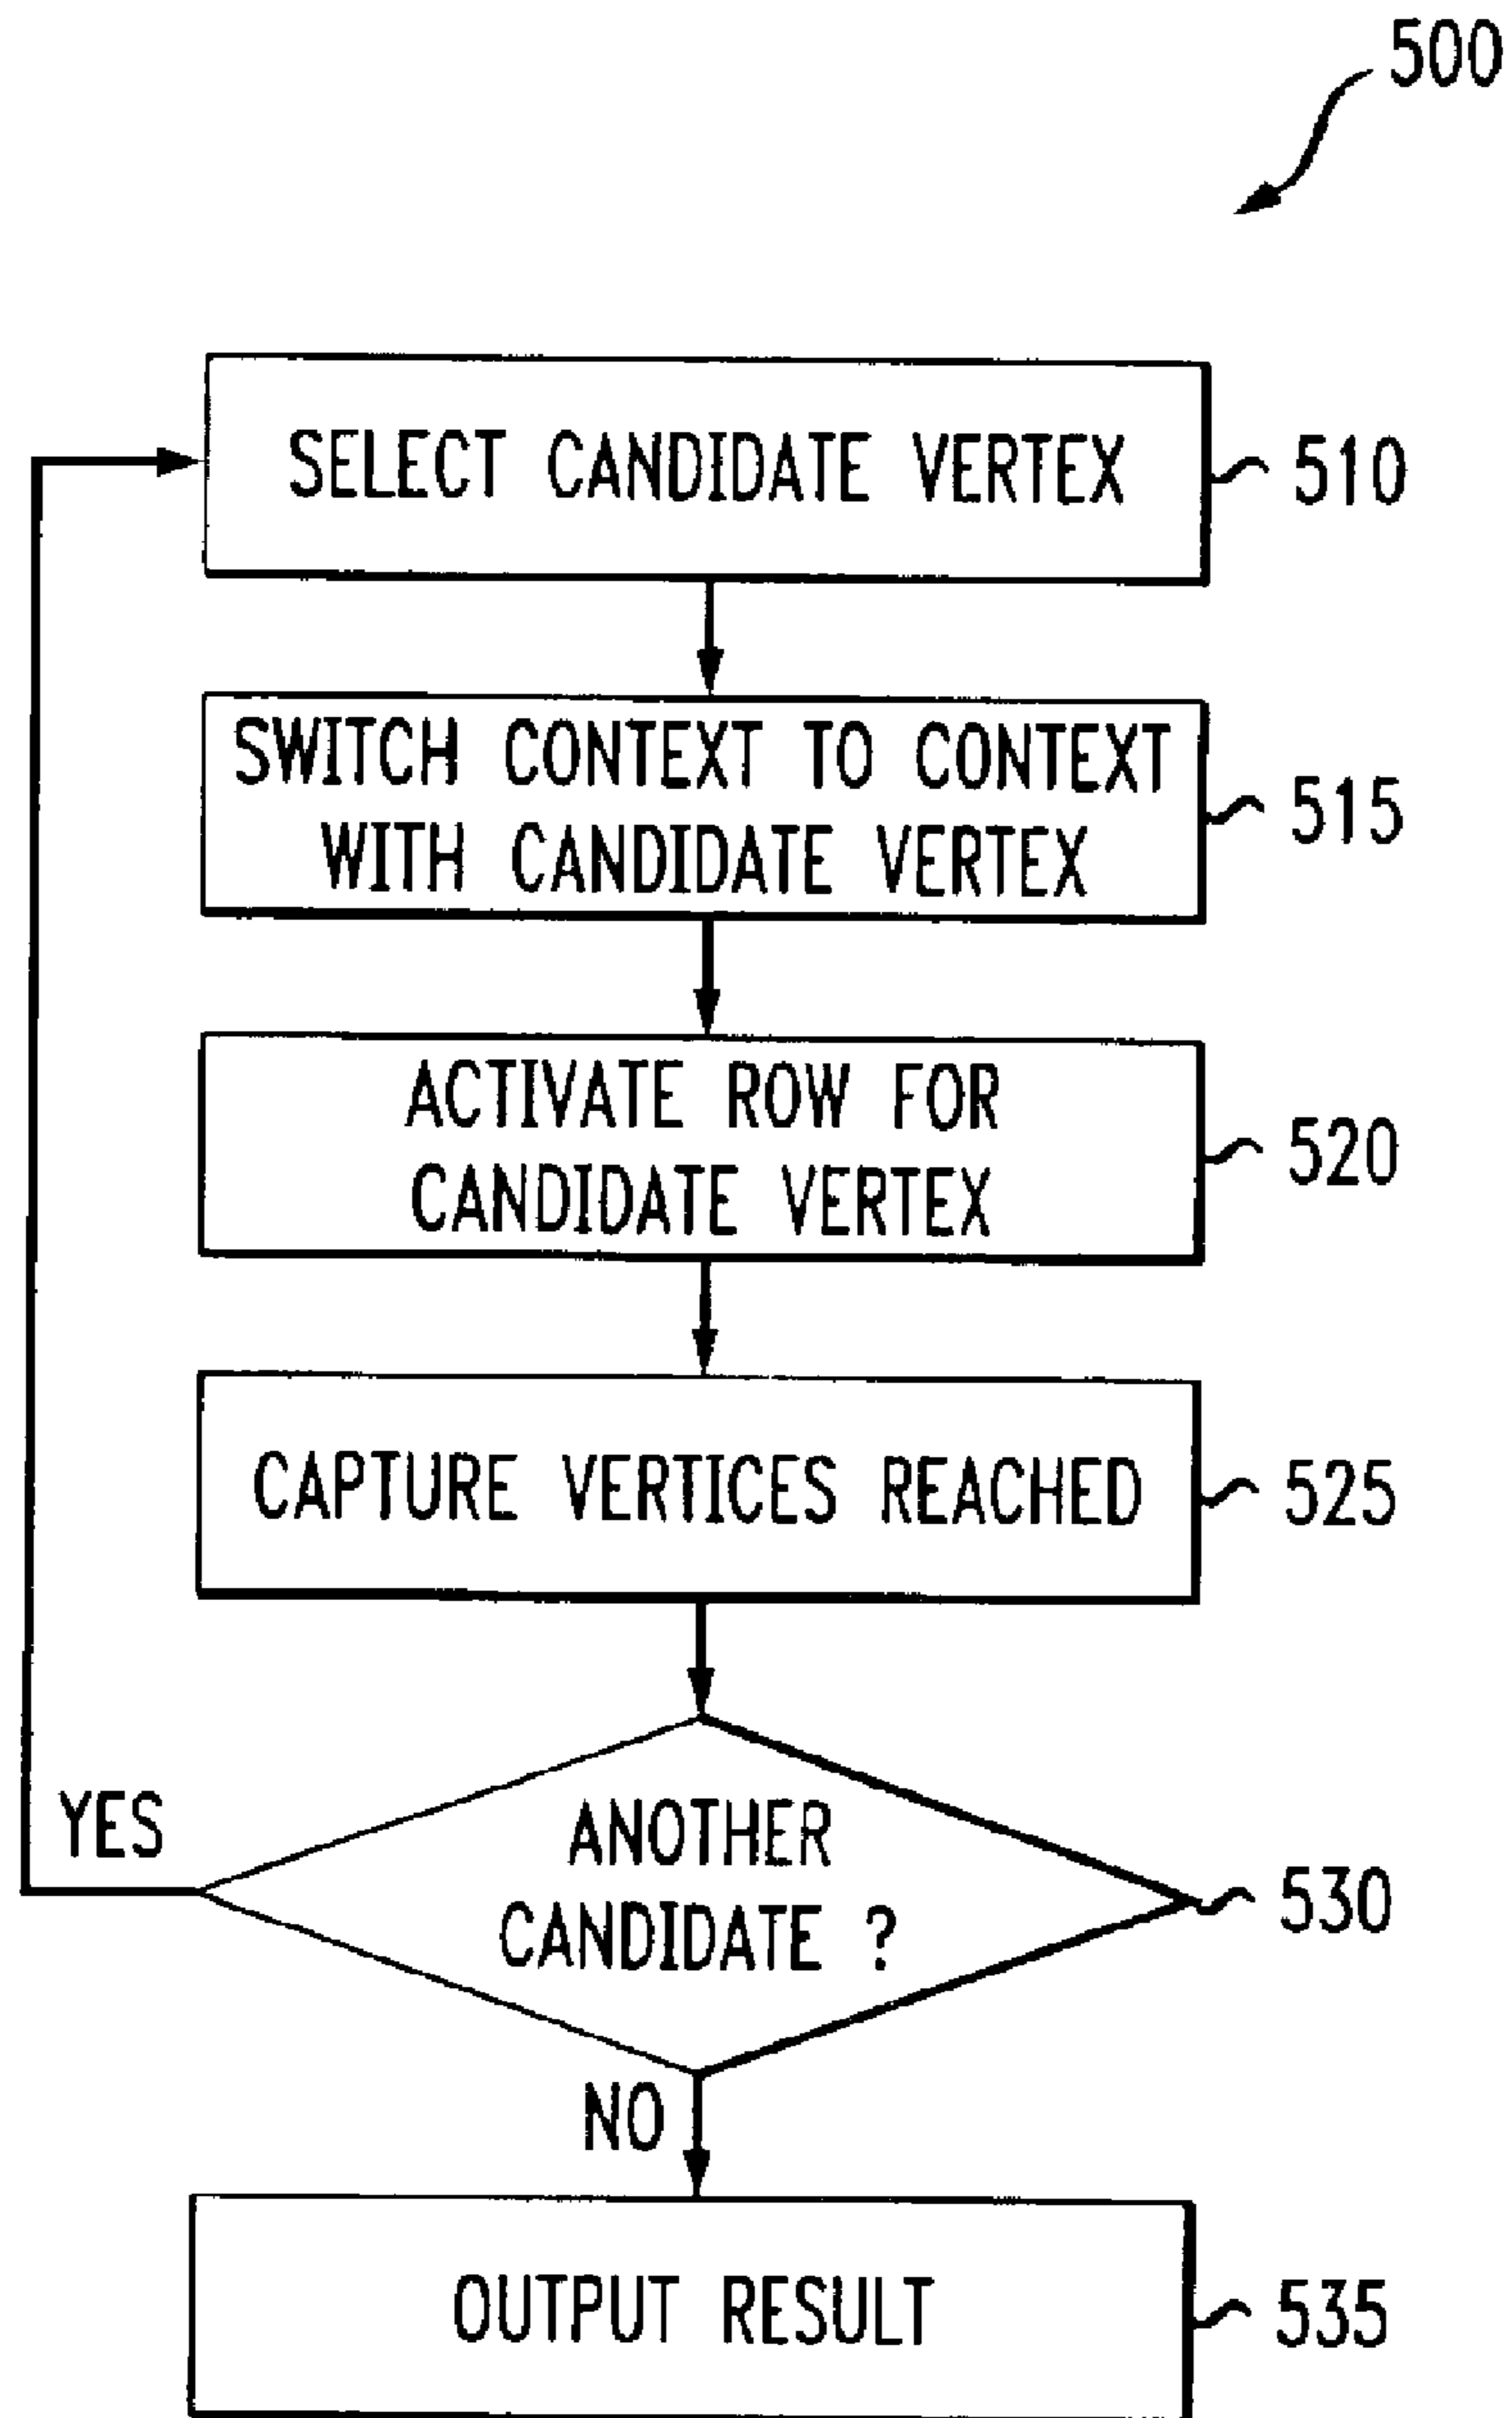 500
SELECT CANDIDATE VERTEX
510
SWITCH CONTEXT TO CONTEXT
WITH CANDIDATE VERTEX
515
ACTIVATE ROW FOR
CANDIDATE VERTEX
520
CAPTURE VERTICES REACHED
525
YES
ANOTHER
CANDIDATE ?
530
NO
OUTPUT RESULT
535